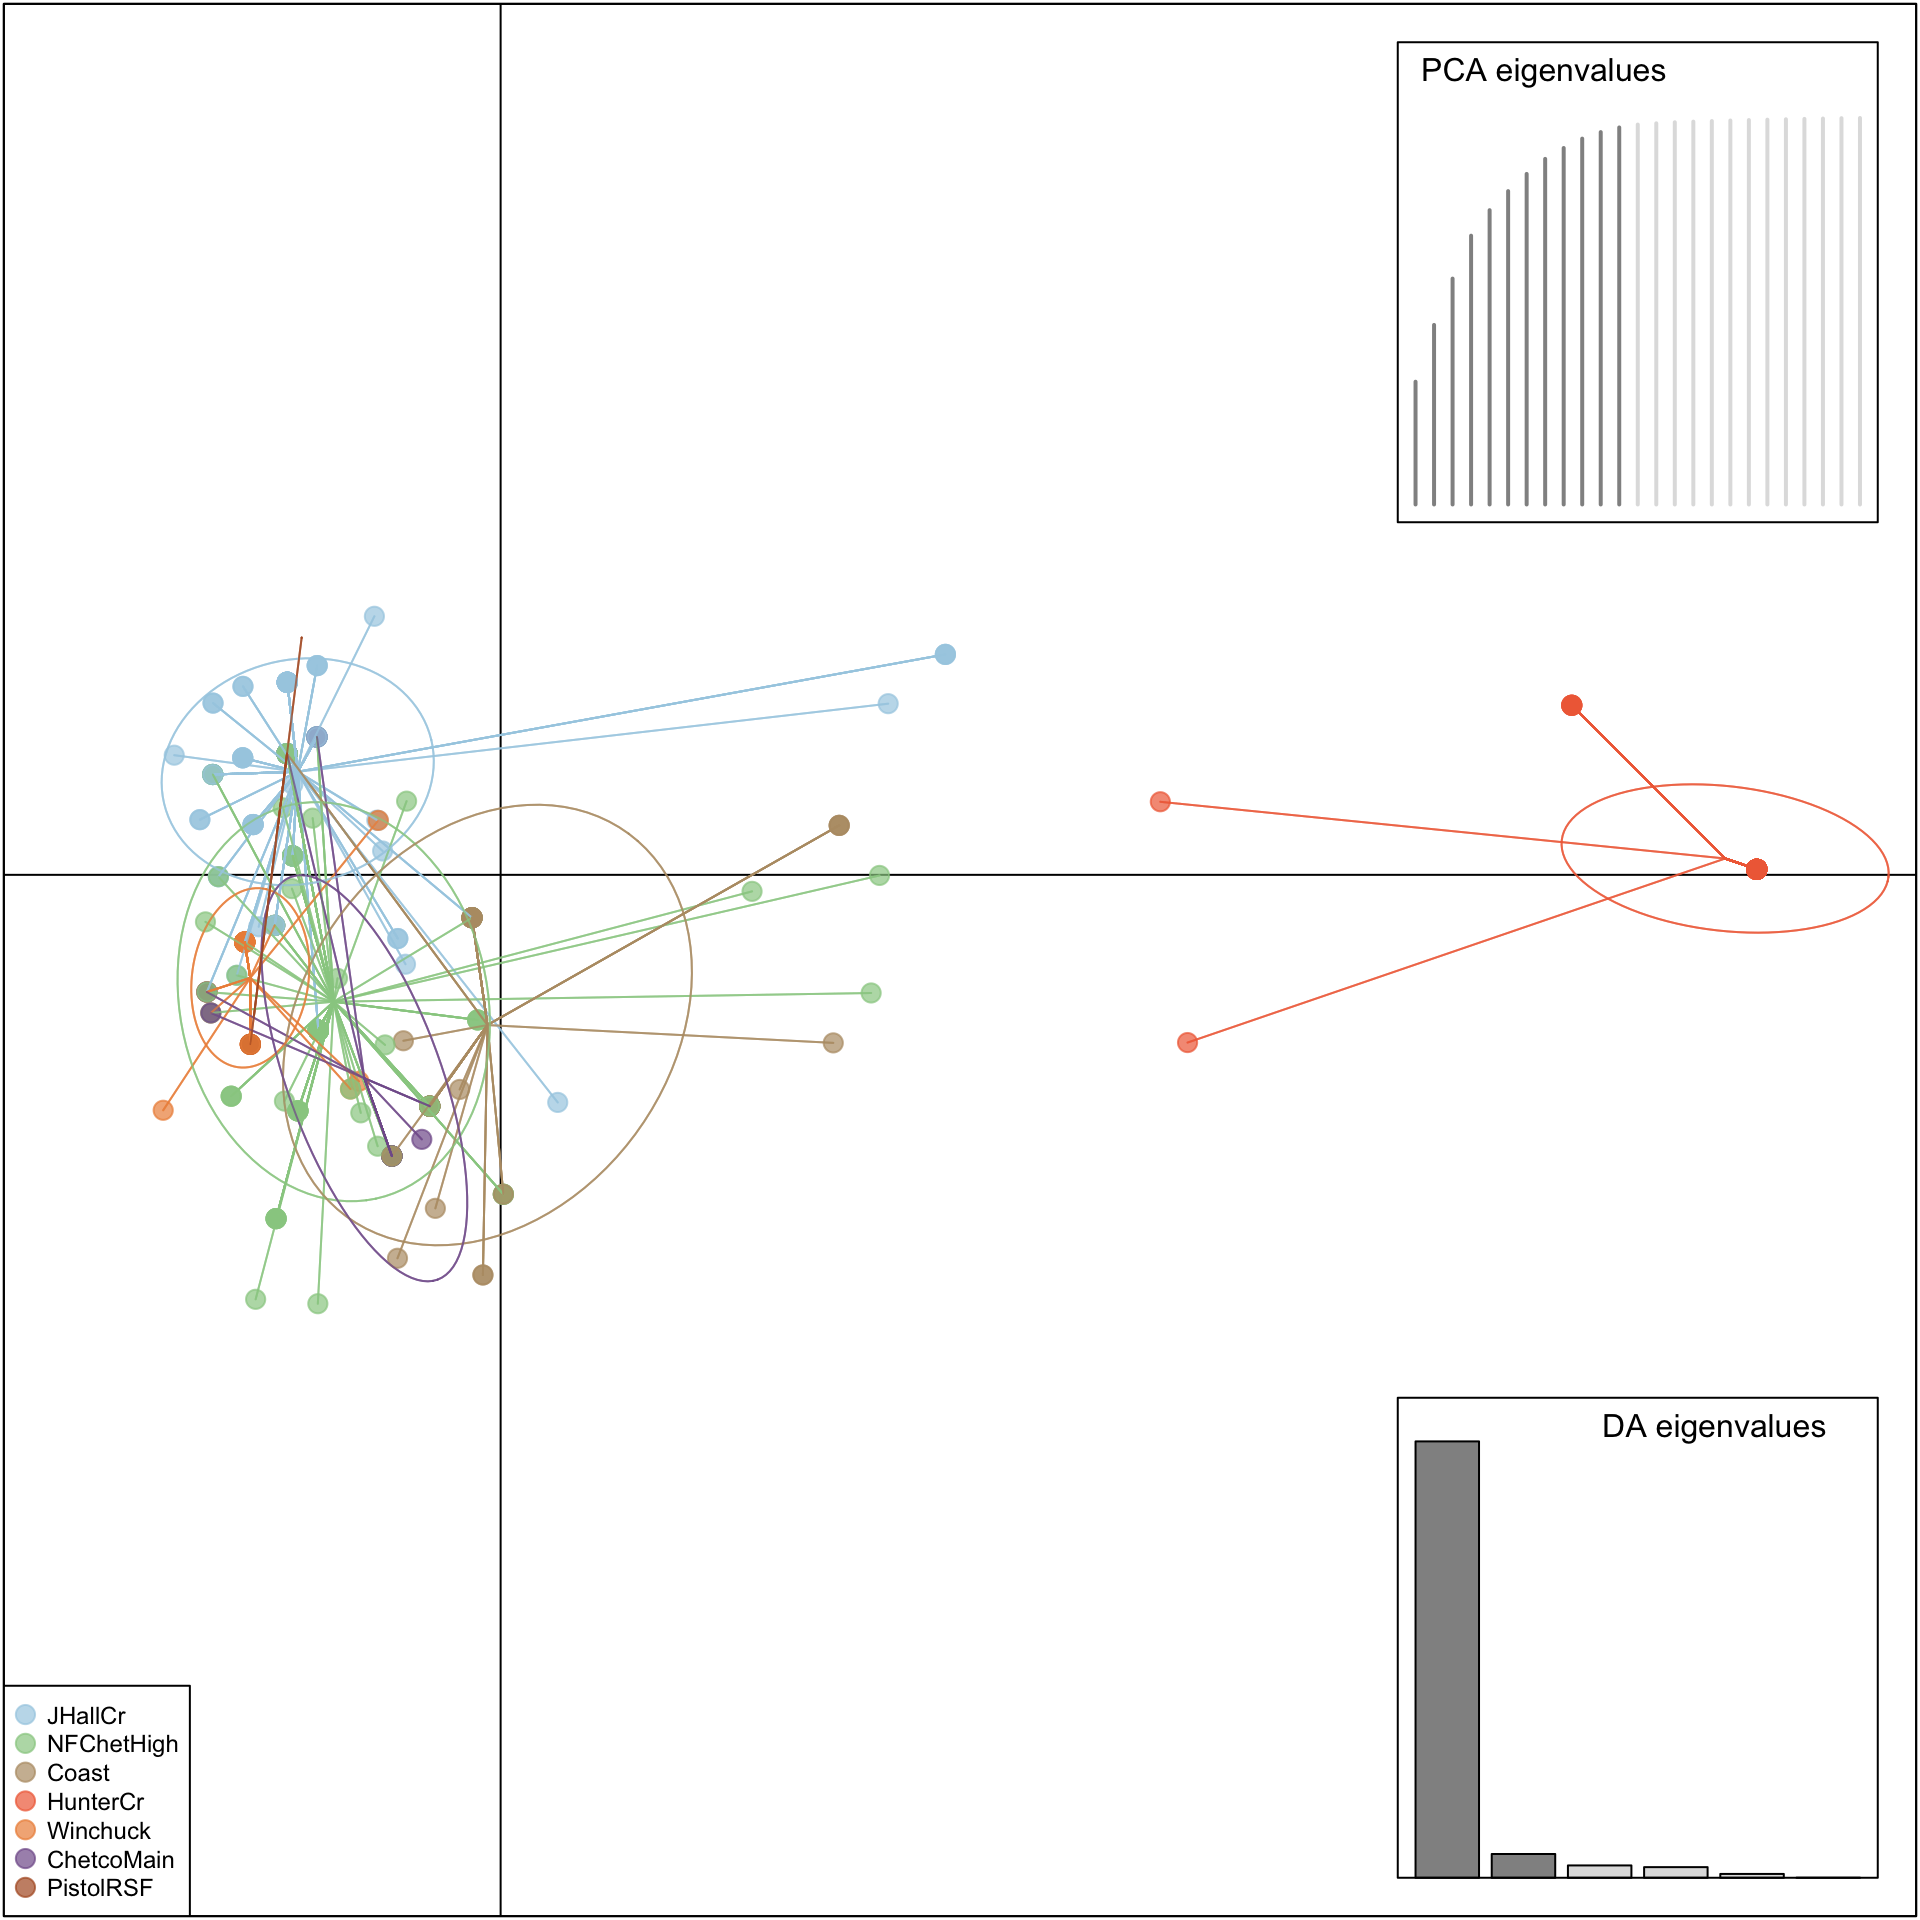 PCA eigenvalues
DA eigenvalues
JHallCr
NFChetHigh
Coast
HunterCr
Winchuck
ChetcoMain
PistolRSF